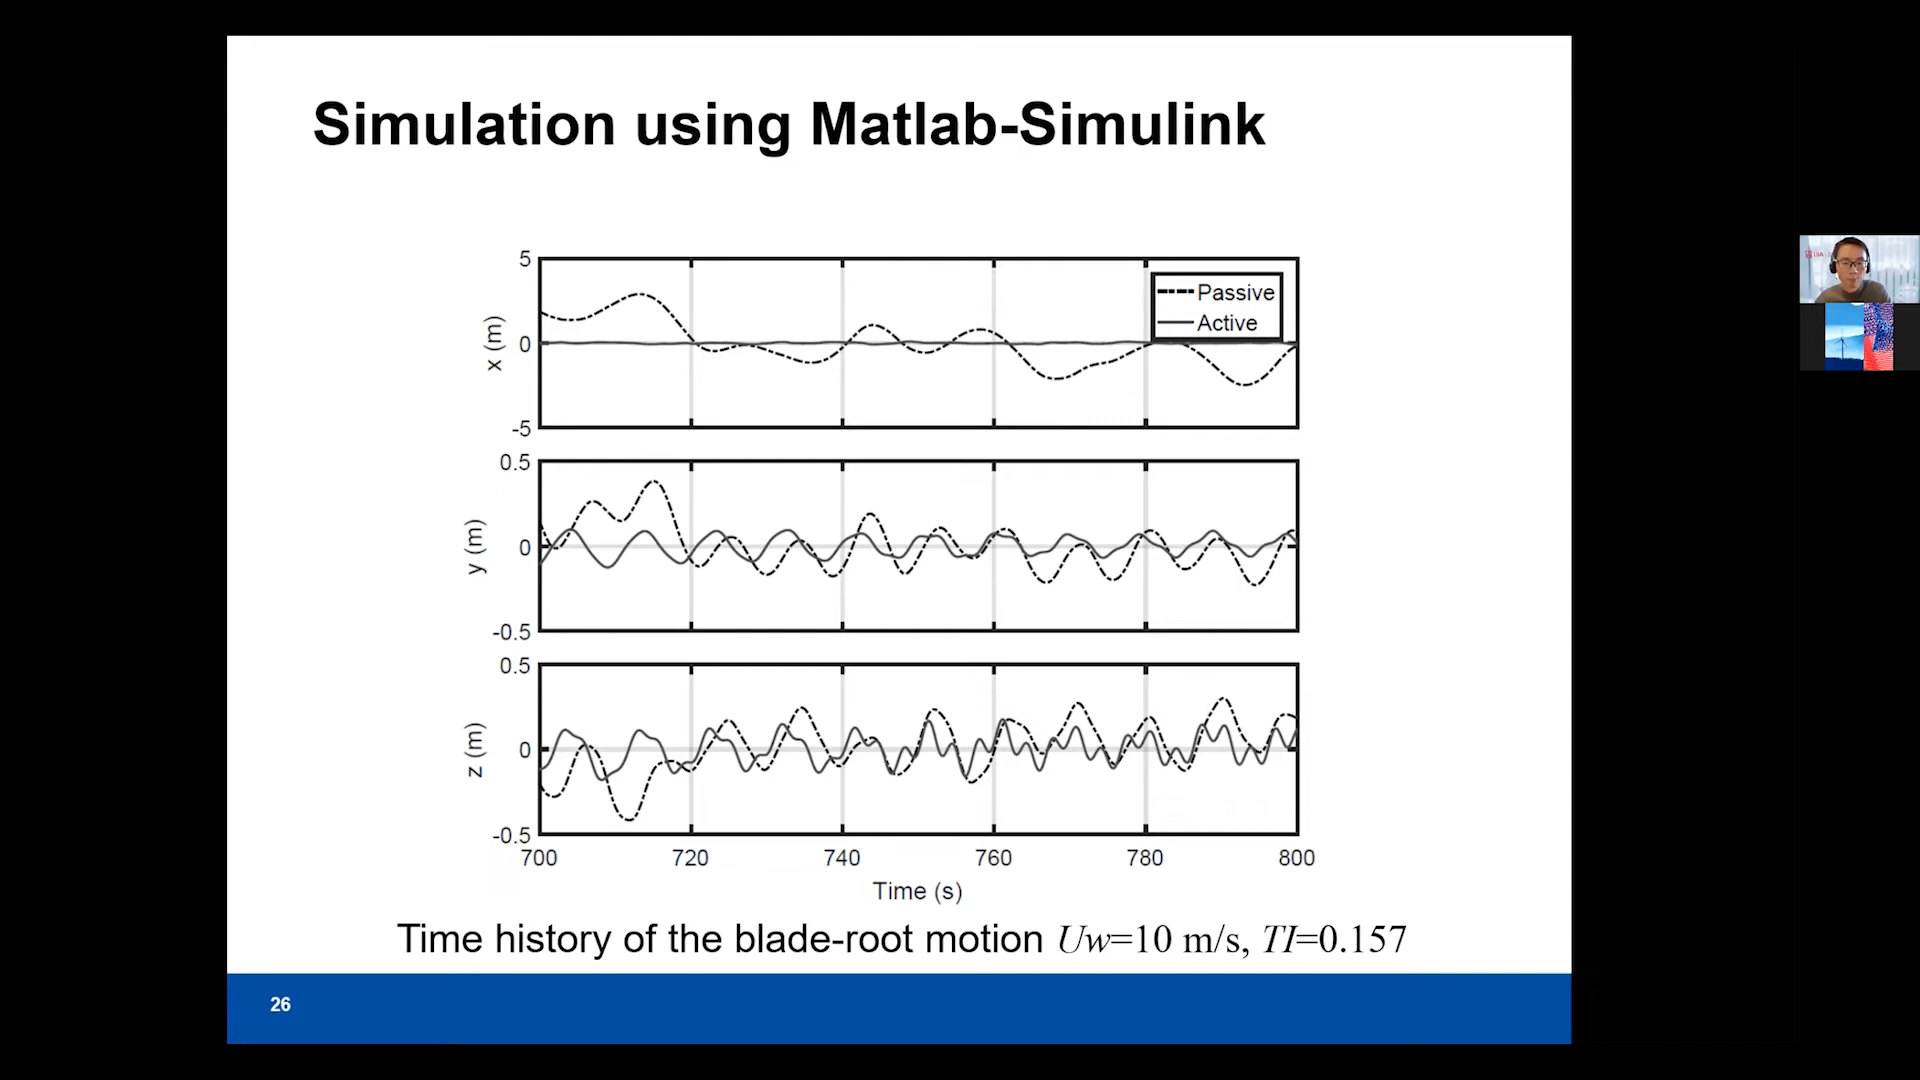 Simulation using Matlab-Simulink
5
0
-5
x (m)
Passive
Active
0.5
0
-0.5
y (m)
0.5
0
-0.5
z (m)
700 720 740 760 780 800
Time (s)
Time history of the blade-root motion Uw=10 m/s, TI=0.157
26